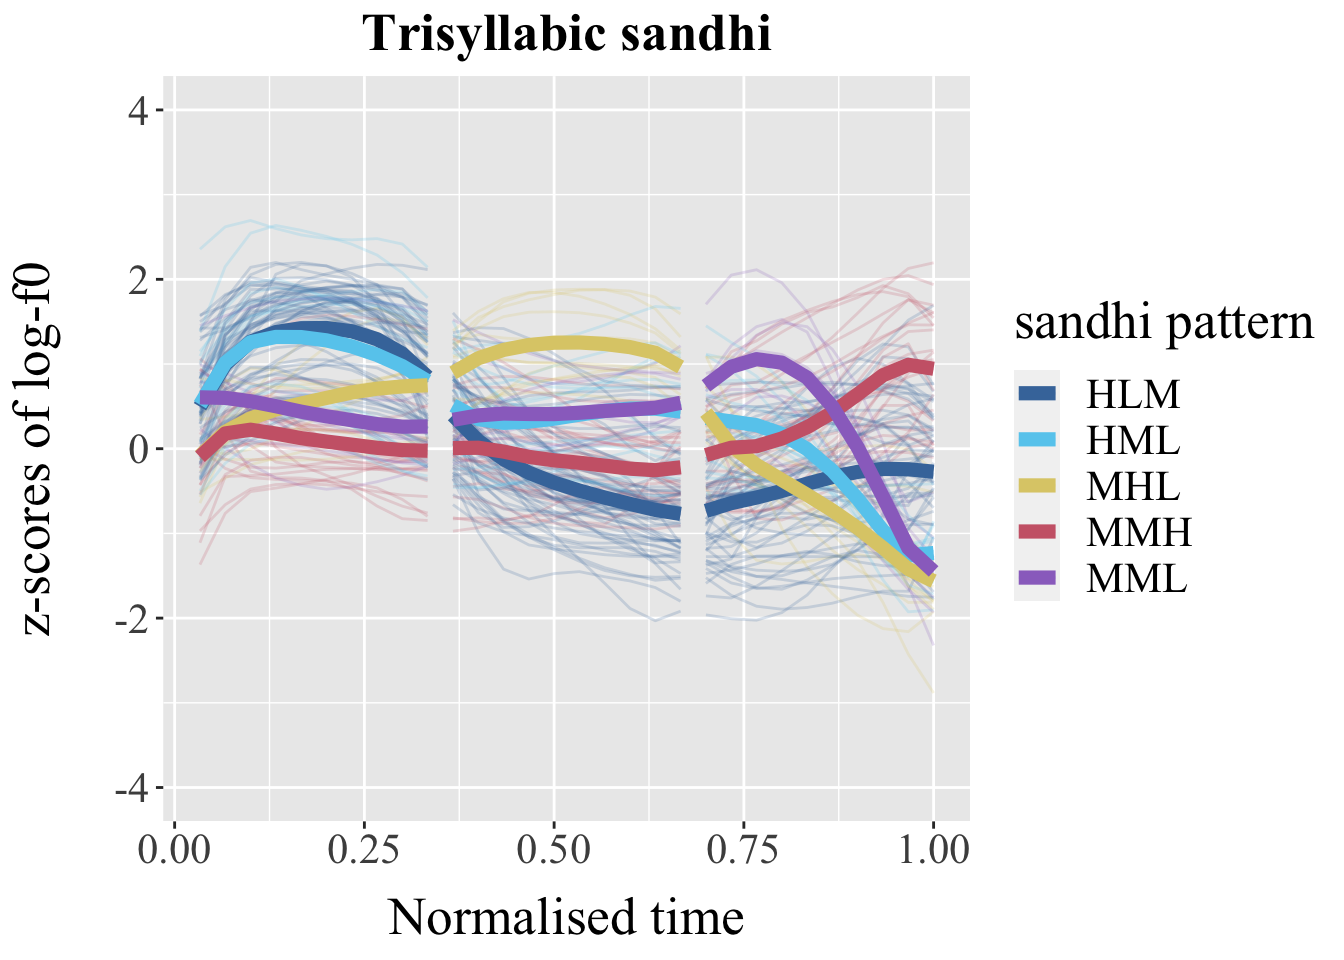 Trisyllabic sandhi
z-scores of log-f0
4
2
0
-2
-4
0.00 0.25 0.50 0.75 1.00
Normalised time
sandhi pattern
HLM
HML
MHL
MMH
MML